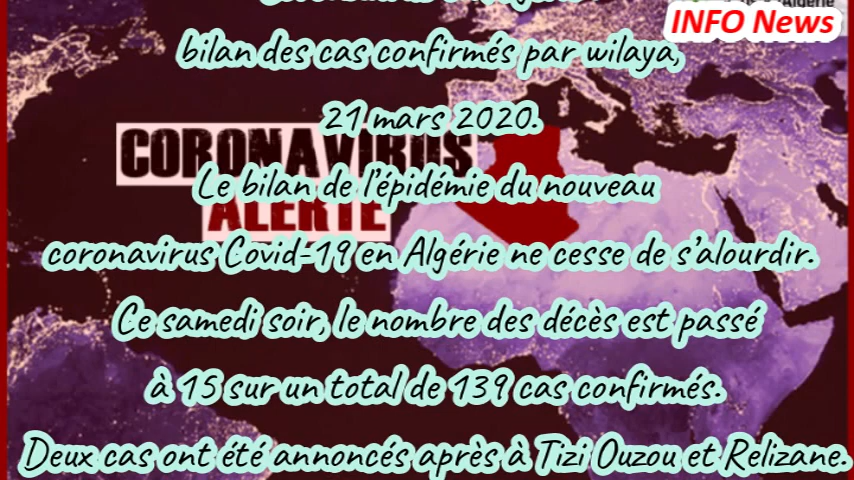 Algérie
INFO News
bilan des cas confirmés par wilaya,
21 mars 2020.
CORONAVIRUS
Le bilan de l'épidémie du nouveau
ALERTE
coronavirus Covid-19 en Algérie ne cesse de s'alourdir.
Ce samedi soir, le nombre des décès est passé
à 15 sur un total de 139 cas confirmés.
Deux cas ont été annoncés après à Tizi Ouzou et Relizane.